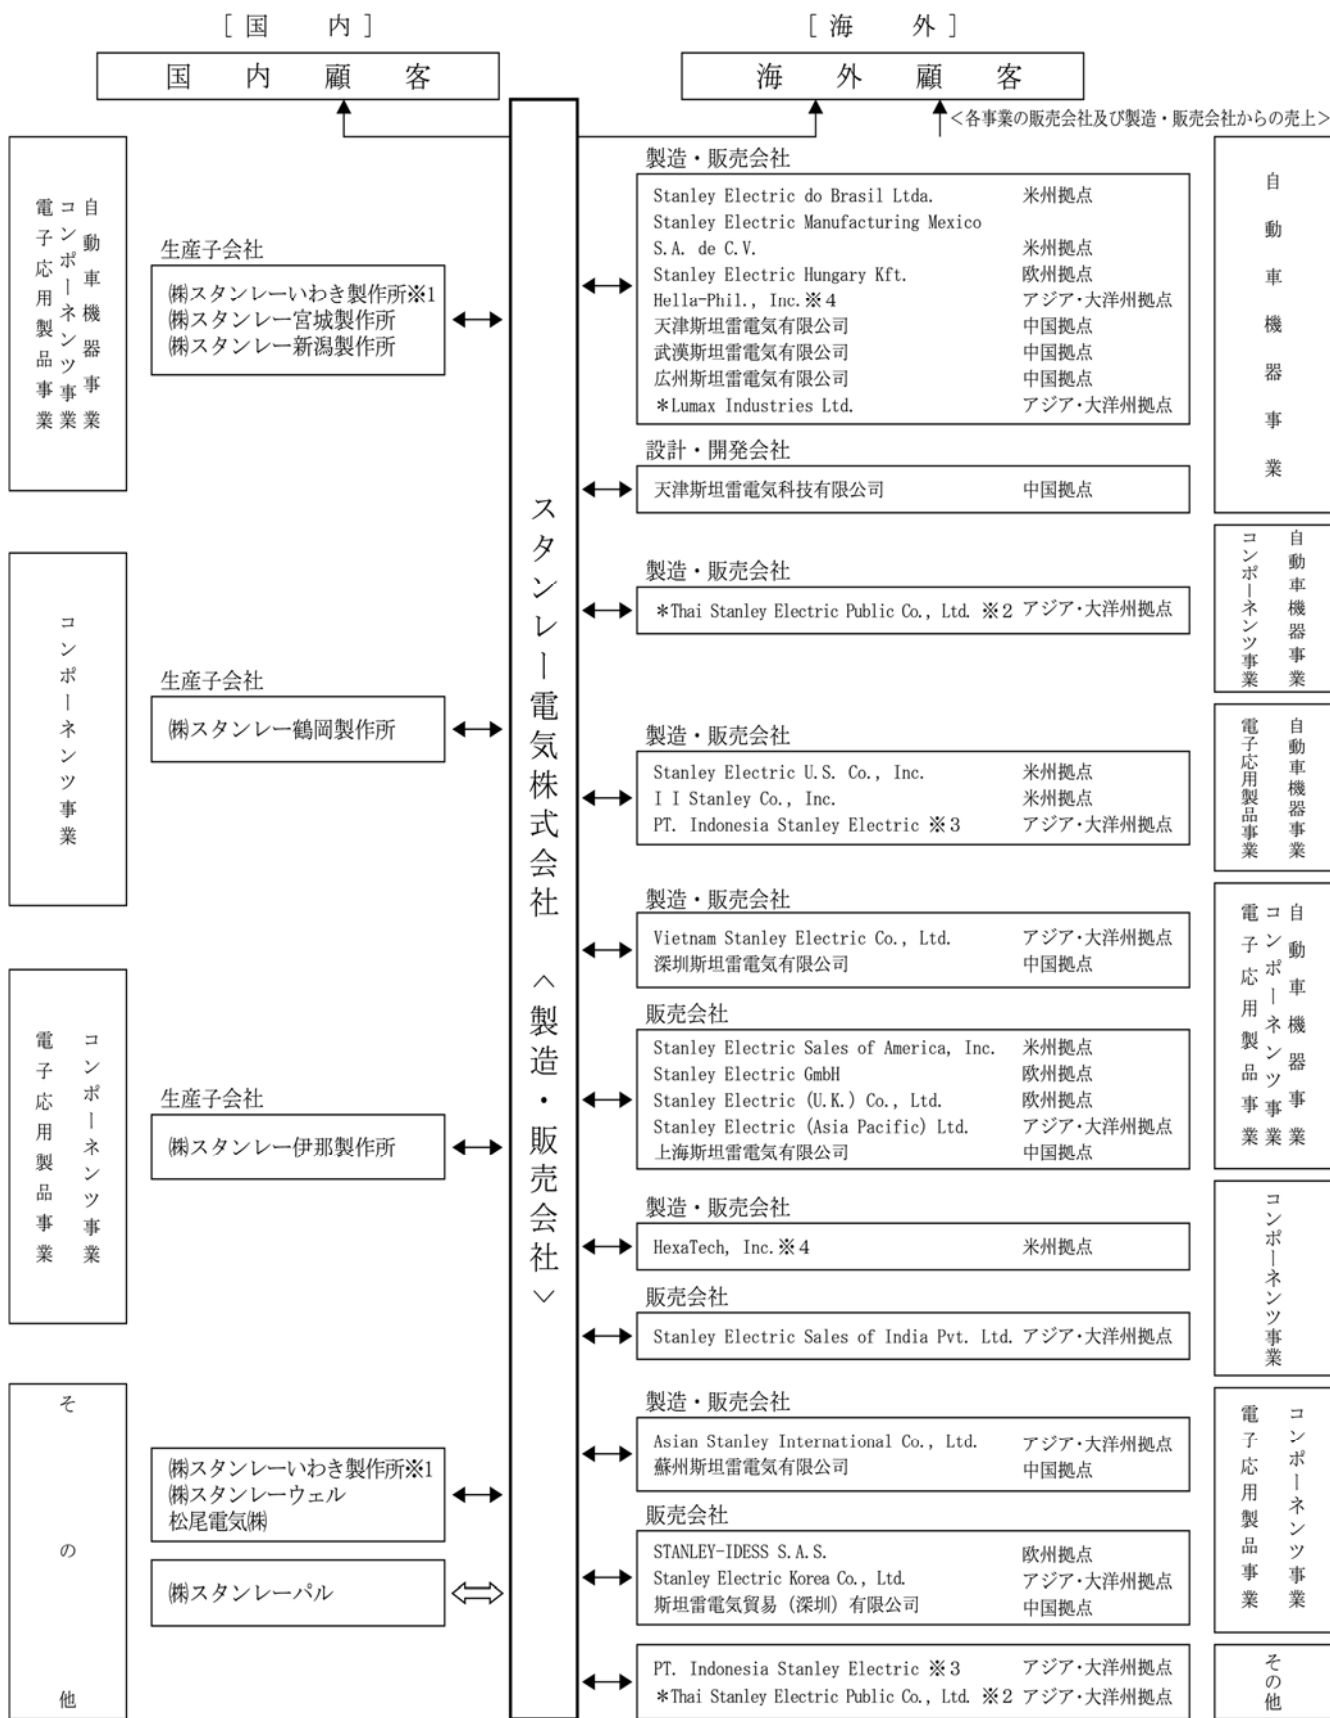 [ 国 内 ]
国 内 顧 客
自動車機器事業
コンポーネンツ事業
電子応用製品事業
生産子会社
㈱スタンレーいわき製作所※1
㈱スタンレー宮城製作所
㈱スタンレー新潟製作所
コンポーネンツ事業
生産子会社
㈱スタンレー鶴岡製作所
コンポーネンツ事業
電子応用製品事業
生産子会社
㈱スタンレー伊那製作所
その他
㈱スタンレーいわき製作所※1
㈱スタンレーウェル
松尾電気㈱
㈱スタンレーパル
スタンレー電気株式会社 〈製造・販売会社〉
[ 海 外 ]
海 外 顧 客
<各事業の販売会社及び製造・販売会社からの売上>
製造・販売会社
Stanley Electric do Brasil Ltda. 米州拠点
Stanley Electric Manufacturing Mexico
S.A. de C.V. 米州拠点
Stanley Electric Hungary Kft. 欧州拠点
Hella-Phil., Inc.※4 アジア・大洋州拠点
天津斯坦雷電気有限公司 中国拠点
武漢斯坦雷電気有限公司 中国拠点
広州斯坦雷電気有限公司 中国拠点
*Lumax Industries Ltd. アジア・大洋州拠点
設計・開発会社
天津斯坦雷電気科技有限公司 中国拠点
自動車機器事業
製造・販売会社
*Thai Stanley Electric Public Co., Ltd. ※2 アジア・大洋州拠点
自動車機器事業
コンポーネンツ事業
製造・販売会社
Stanley Electric U.S. Co., Inc. 米州拠点
I I Stanley Co., Inc. 米州拠点
PT. Indonesia Stanley Electric ※3 アジア・大洋州拠点
自動車機器事業
電子応用製品事業
製造・販売会社
Vietnam Stanley Electric Co., Ltd. アジア・大洋州拠点
深圳斯坦雷電気有限公司 中国拠点
販売会社
Stanley Electric Sales of America, Inc. 米州拠点
Stanley Electric GmbH 欧州拠点
Stanley Electric (U.K.) Co., Ltd. 欧州拠点
Stanley Electric (Asia Pacific) Ltd. アジア・大洋州拠点
上海斯坦雷電気有限公司 中国拠点
自動車機器事業
コンポーネンツ事業
電子応用製品事業
製造・販売会社
HexaTech, Inc.※4 米州拠点
販売会社
Stanley Electric Sales of India Pvt. Ltd. アジア・大洋州拠点
コンポーネンツ事業
製造・販売会社
Asian Stanley International Co., Ltd. アジア・大洋州拠点
蘇州斯坦雷電気有限公司 中国拠点
販売会社
STANLEY-IDESS S.A.S. 欧州拠点
Stanley Electric Korea Co., Ltd. アジア・大洋州拠点
斯坦雷電気貿易（深圳）有限公司 中国拠点
コンポーネンツ事業
電子応用製品事業
PT. Indonesia Stanley Electric ※3 アジア・大洋州拠点
*Thai Stanley Electric Public Co., Ltd. ※2 アジア・大洋州拠点
その他